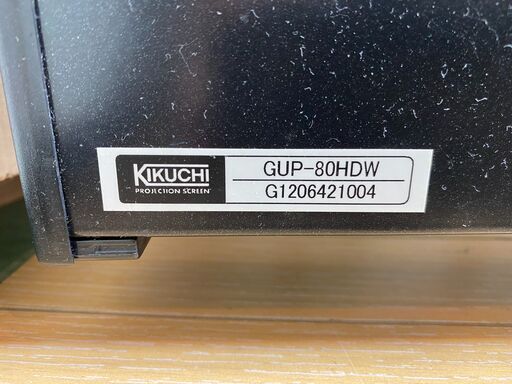 KIKUCHI
PROJECTION SCREEN
GUP-80HDW
G1206421004